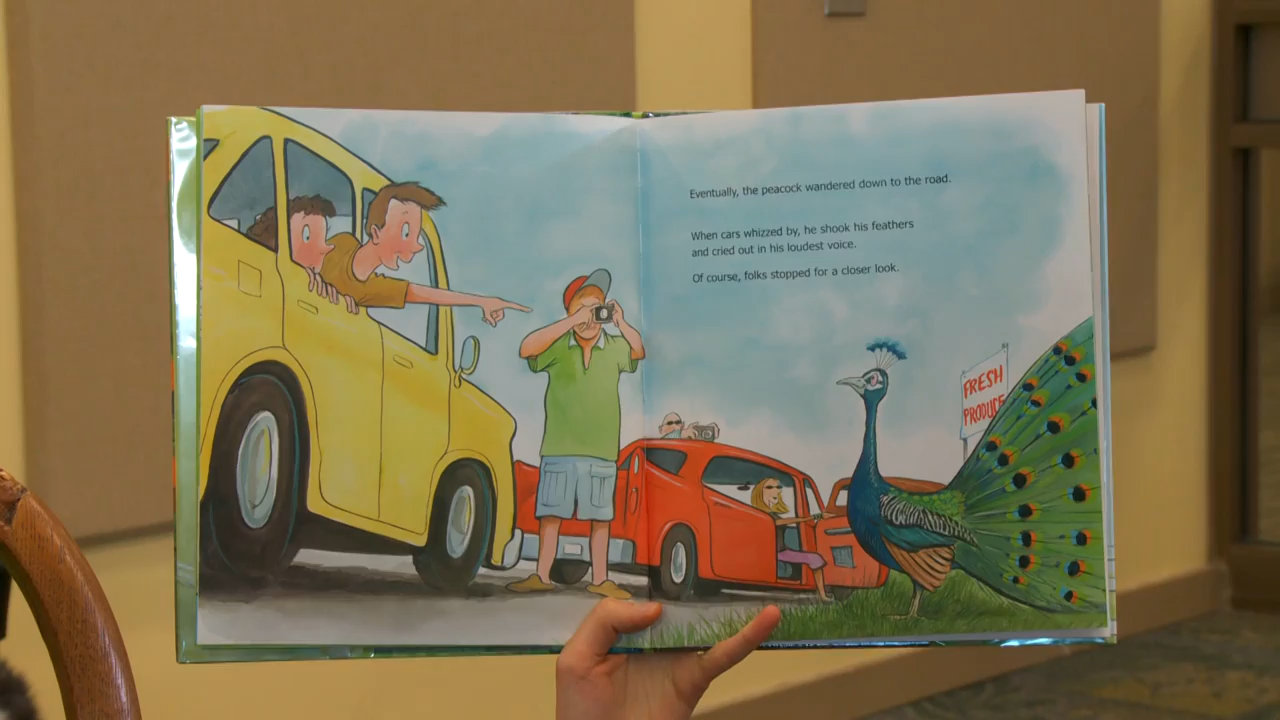 Eventually, the peacock wandered down to the road.
When cars whizzed by, he shook his feathers
and cried out in his loudest voice.
Of course, folks stopped for a closer look.
FRESH
PRODUCE